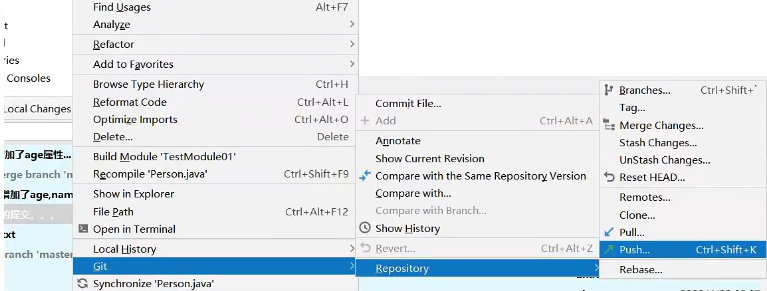 Find Usages Alt+F7
Analyze
Refactor
Add to Favorites
Browse Type Hierarchy Ctrl+H
Reformat Code Ctrl+Alt+L
Optimize Imports Ctrl+Alt+O
Delete... Delete
Build Module 'TestModule01'
Recompile 'Person.java' Ctrl+Shift+F9
Show in Explorer
File Path Ctrl+Alt+F12
Open in Terminal
Local History
Git
Synchronize 'Person.java'
Consoles
Local Changes
加了age属性...
erge branch 'mast
增加了age,nam
的提交。。。
ext
branch 'master
Commit File...
Add Ctrl+Alt+A
Annotate
Show Current Revision
Compare with the Same Repository Version
Compare with...
Compare with Branch...
Show History
Revert... Ctrl+Alt+Z
Repository
Branches... Ctrl+Shift+`
Tag...
Merge Changes...
Stash Changes...
UnStash Changes...
Reset HEAD...
Remotes...
Clone...
Pull...
Push... Ctrl+Shift+K
Rebase...